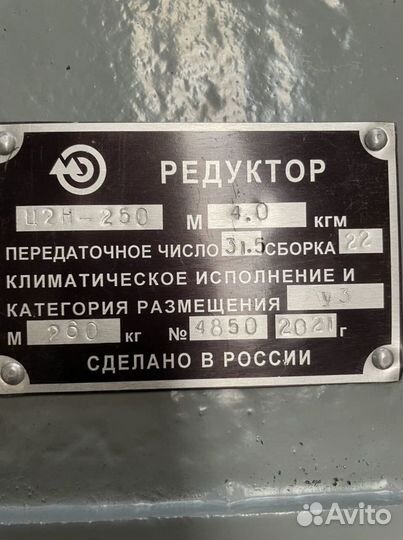 РЕДУКТОР
Ц2Н-250 М 4.0 КГМ
ПЕРЕДАТОЧНОЕ ЧИСЛО 31.5 СБОРКА 22
КЛИМАТИЧЕСКОЕ ИСПОЛНЕНИЕ И
КАТЕГОРИЯ РАЗМЕЩЕНИЯ У3
М 260 КГ № 4850 2021 Г
СДЕЛАНО В РОССИИ
Avito